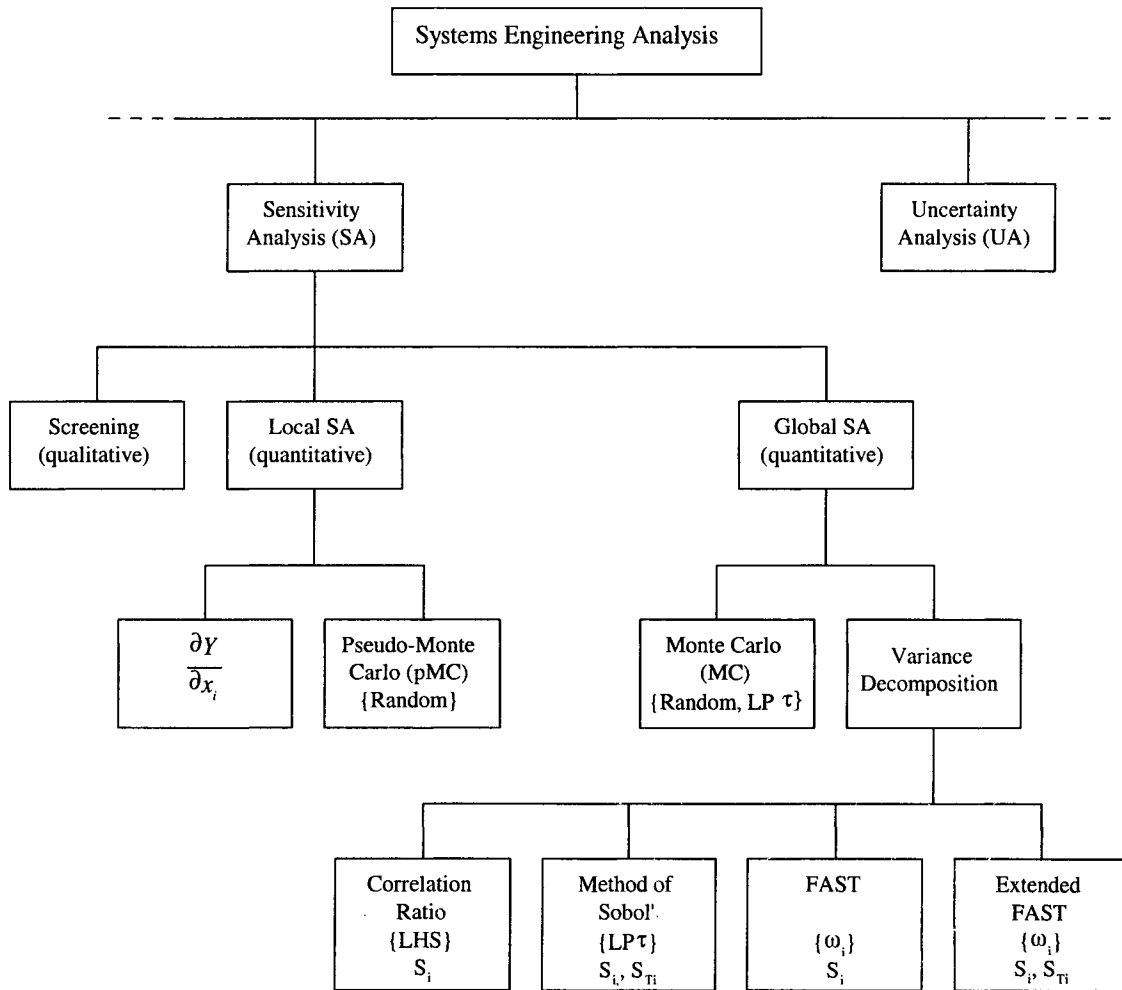 Systems Engineering Analysis
Sensitivity
Analysis (SA)
Uncertainty
Analysis (UA)
Screening
(qualitative)
Local SA
(quantitative)
Global SA
(quantitative)
∂Y
∂x_i
Pseudo-Monte
Carlo (pMC)
{Random}
Monte Carlo
(MC)
{Random, LP τ}
Variance
Decomposition
Correlation
Ratio
{LHS}
S_i
Method of
Sobol'
{LPτ}
S_i, S_Ti
FAST
{ω_i}
S_i
Extended
FAST
{ω_i}
S_i, S_Ti